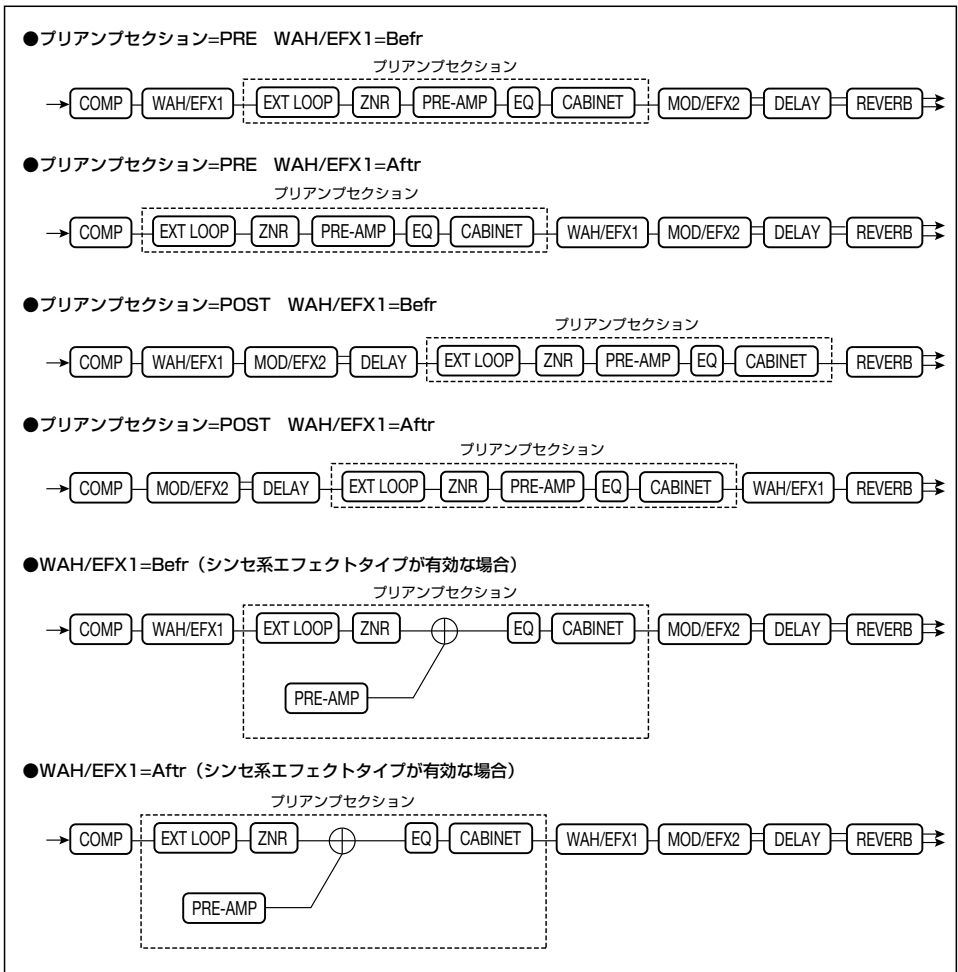 ●プリアンプセクション=PRE　WAH/EFX1=Befr
プリアンプセクション
COMP WAH/EFX1 EXT LOOP ZNR PRE-AMP EQ CABINET MOD/EFX2 DELAY REVERB
●プリアンプセクション=PRE　WAH/EFX1=Aftr
プリアンプセクション
COMP EXT LOOP ZNR PRE-AMP EQ CABINET WAH/EFX1 MOD/EFX2 DELAY REVERB
●プリアンプセクション=POST　WAH/EFX1=Befr
プリアンプセクション
COMP WAH/EFX1 MOD/EFX2 DELAY EXT LOOP ZNR PRE-AMP EQ CABINET REVERB
●プリアンプセクション=POST　WAH/EFX1=Aftr
プリアンプセクション
COMP MOD/EFX2 DELAY EXT LOOP ZNR PRE-AMP EQ CABINET WAH/EFX1 REVERB
●WAH/EFX1=Befr（シンセ系エフェクトタイプが有効な場合）
プリアンプセクション
COMP WAH/EFX1 EXT LOOP ZNR EQ CABINET MOD/EFX2 DELAY REVERB
PRE-AMP
●WAH/EFX1=Aftr（シンセ系エフェクトタイプが有効な場合）
プリアンプセクション
COMP EXT LOOP ZNR EQ CABINET WAH/EFX1 MOD/EFX2 DELAY REVERB
PRE-AMP